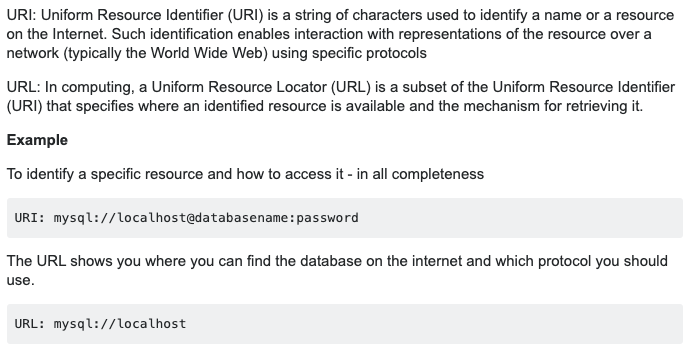 URI: Uniform Resource Identifier (URI) is a string of characters used to identify a name or a resource
on the Internet. Such identification enables interaction with representations of the resource over a
network (typically the World Wide Web) using specific protocols
URL: In computing, a Uniform Resource Locator (URL) is a subset of the Uniform Resource Identifier
(URI) that specifies where an identified resource is available and the mechanism for retrieving it.
Example
To identify a specific resource and how to access it - in all completeness
URI: mysql://localhost@databasename:password
The URL shows you where you can find the database on the internet and which protocol you should
use.
URL: mysql://localhost